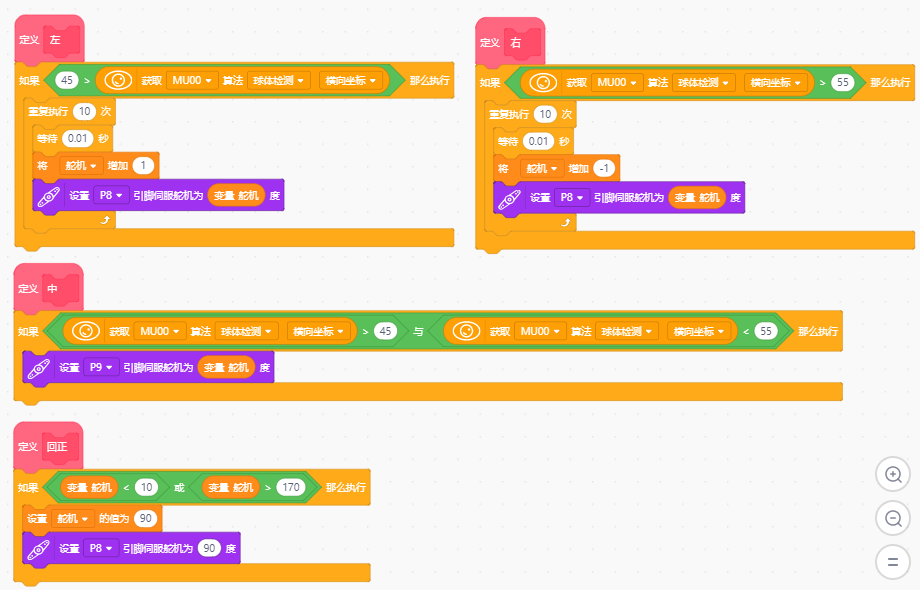 定义 左
如果 45 > 获取 MU00 算法 球体检测 横向坐标 那么执行
重复执行 10 次
等待 0.01 秒
将 舵机 增加 1
设置 P8 引脚伺服舵机为 变量 舵机 度
定义 右
如果 获取 MU00 算法 球体检测 横向坐标 > 55 那么执行
重复执行 10 次
等待 0.01 秒
将 舵机 增加 -1
设置 P8 引脚伺服舵机为 变量 舵机 度
定义 中
如果 获取 MU00 算法 球体检测 横向坐标 > 45 与 获取 MU00 算法 球体检测 横向坐标 < 55 那么执行
设置 P9 引脚伺服舵机为 变量 舵机 度
定义 回正
如果 变量 舵机 < 10 或 变量 舵机 > 170 那么执行
设置 舵机 的值为 90
设置 P8 引脚伺服舵机为 90 度